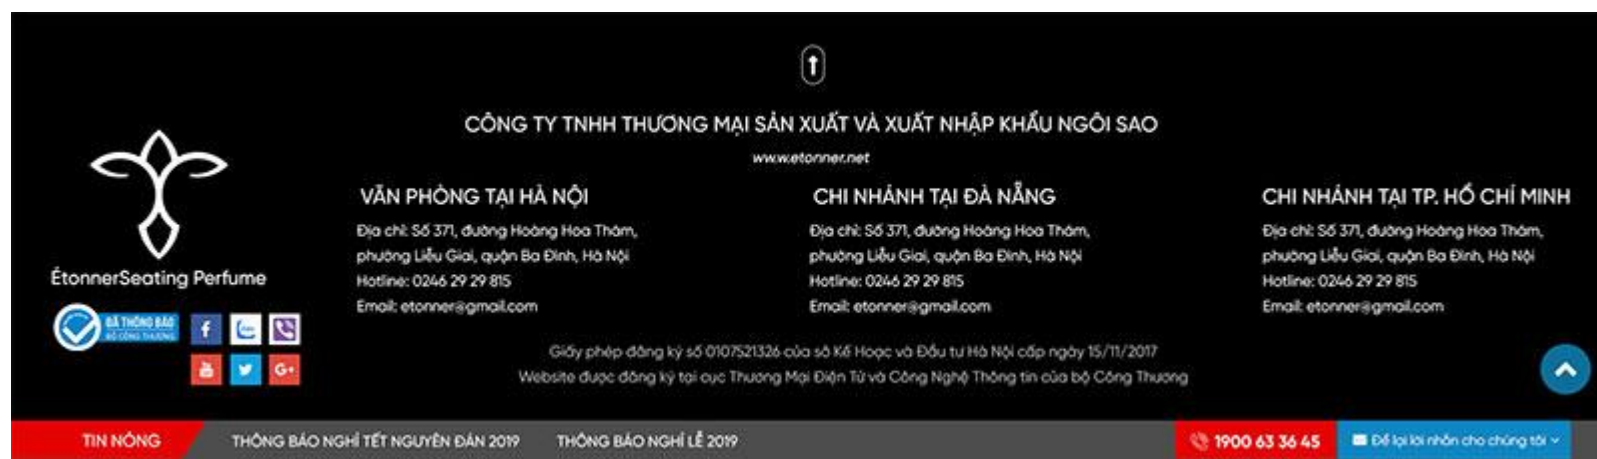 CÔNG TY TNHH THƯƠNG MẠI SẢN XUẤT VÀ XUẤT NHẬP KHẨU NGÔI SAO
www.etonner.net
ÉtonnerSeating Perfume
ĐÃ THÔNG BÁO
BỘ CÔNG THƯƠNG
f
Zalo
You
G+
VĂN PHÒNG TẠI HÀ NỘI
Địa chỉ: Số 371, đường Hoàng Hoa Thám,
phường Liễu Giai, quận Ba Đình, Hà Nội
Hotline: 0246 29 29 815
Email: etonner@gmail.com
CHI NHÁNH TẠI ĐÀ NẴNG
Địa chỉ: Số 371, đường Hoàng Hoa Thám,
phường Liễu Giai, quận Ba Đình, Hà Nội
Hotline: 0246 29 29 815
Email: etonner@gmail.com
CHI NHÁNH TẠI TP. HỒ CHÍ MINH
Địa chỉ: Số 371, đường Hoàng Hoa Thám,
phường Liễu Giai, quận Ba Đình, Hà Nội
Hotline: 0246 29 29 815
Email: etonner@gmail.com
Giấy phép đăng ký số 0107521326 của sở Kế Hoạc và Đầu tư Hà Nội cấp ngày 15/11/2017
Website được đăng ký tại cục Thương Mại Điện Tử và Công Nghệ Thông tin của bộ Công Thương
TIN NÓNG
THÔNG BÁO NGHỈ TẾT NGUYÊN ĐÁN 2019
THÔNG BÁO NGHỈ LỄ 2019
1900 63 36 45
Để lại lời nhắn cho chúng tôi